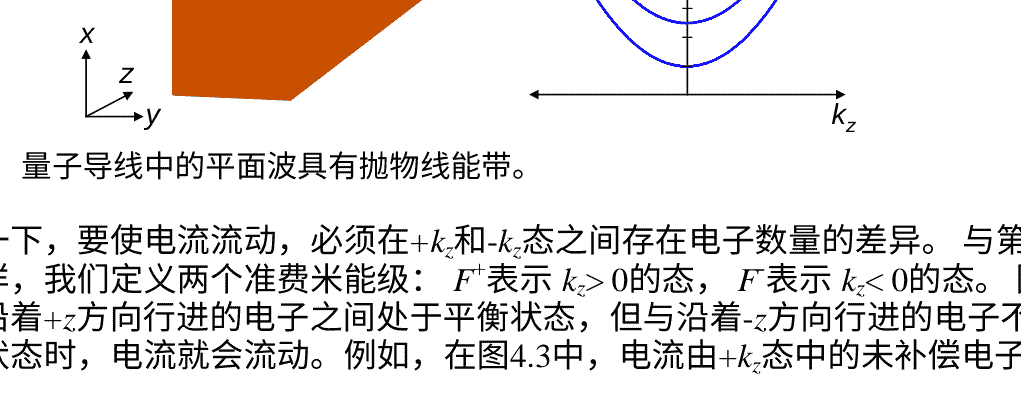 x
z
y
k_z
量子导线中的平面波具有抛物线能带。
一下，要使电流流动，必须在+k_z和-k_z态之间存在电子数量的差异。 与第
样，我们定义两个准费米能级： F⁺表示 k_z> 0的态， F⁻表示 k_z< 0的态。
沿着+z方向行进的电子之间处于平衡状态，但与沿着-z方向行进的电子不
状态时，电流就会流动。例如，在图4.3中，电流由+k_z态中的未补偿电子